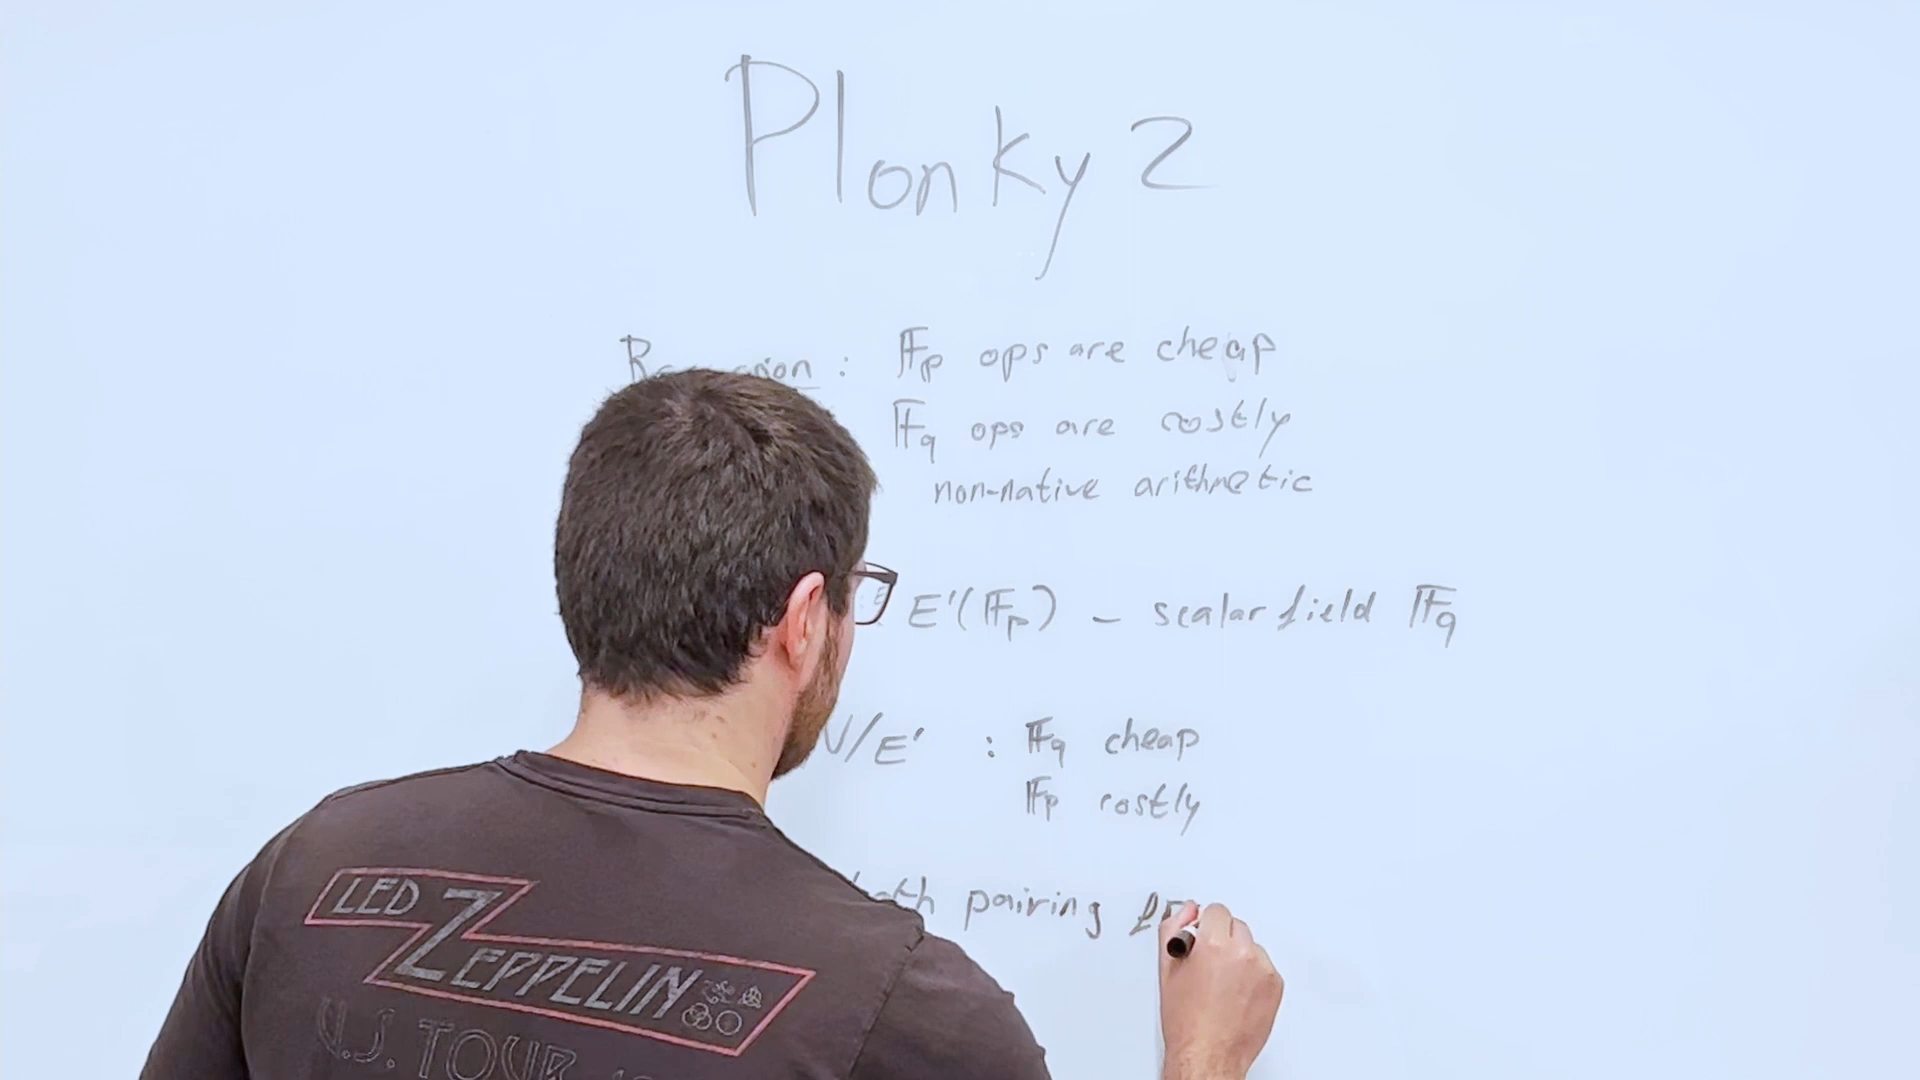 Plonky2
: 𝔽p ops are cheap
𝔽q ops are costly
non-native arithmetic
E'(𝔽p) – scalar field 𝔽q
V/E' : 𝔽q cheap
𝔽p costly
pairing
LED
ZEPPELIN
U.S. TOUR